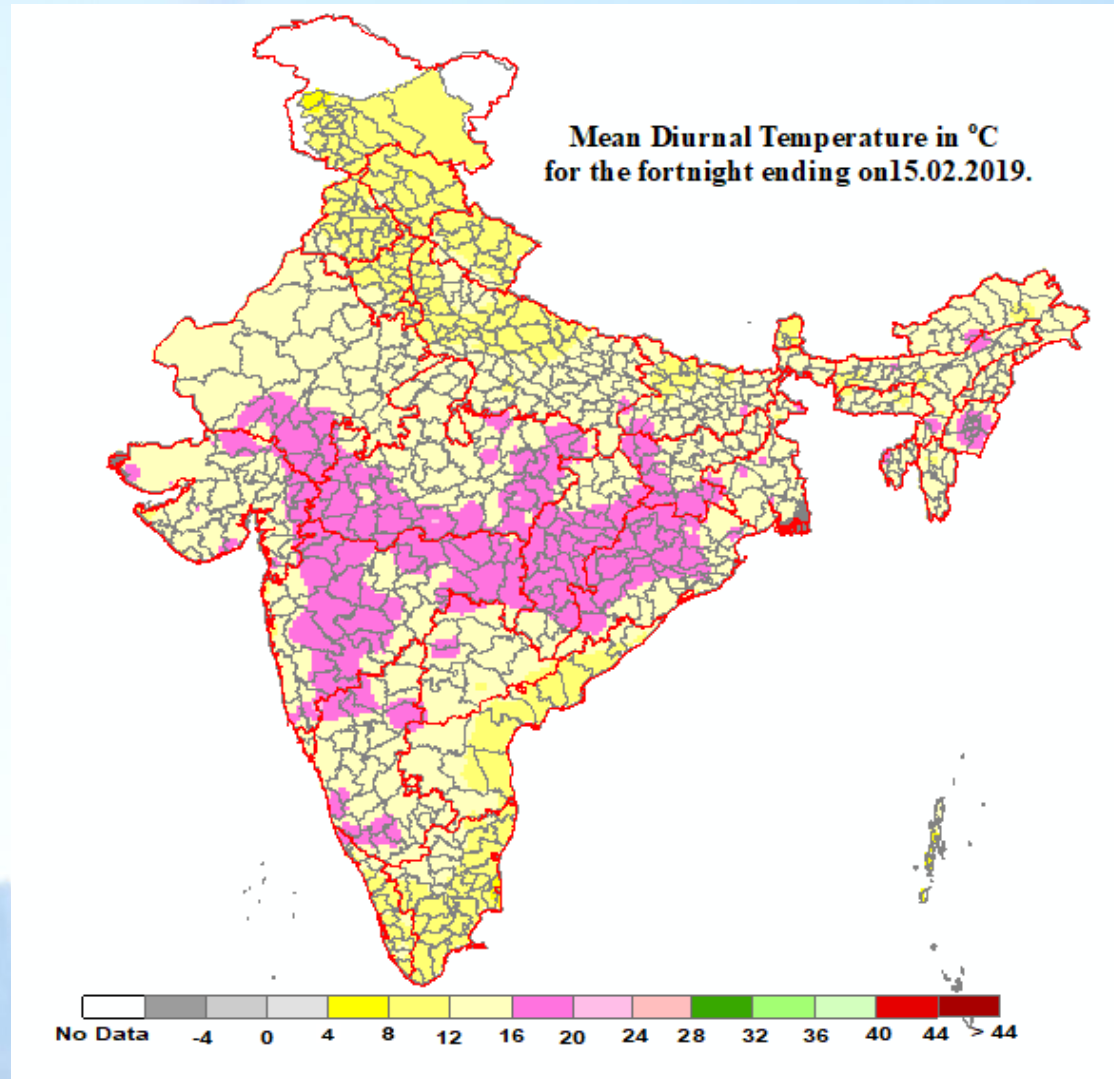 Mean Diurnal Temperature in °C
for the fortnight ending on15.02.2019.
No Data -4 0 4 8 12 16 20 24 28 32 36 40 44 > 44